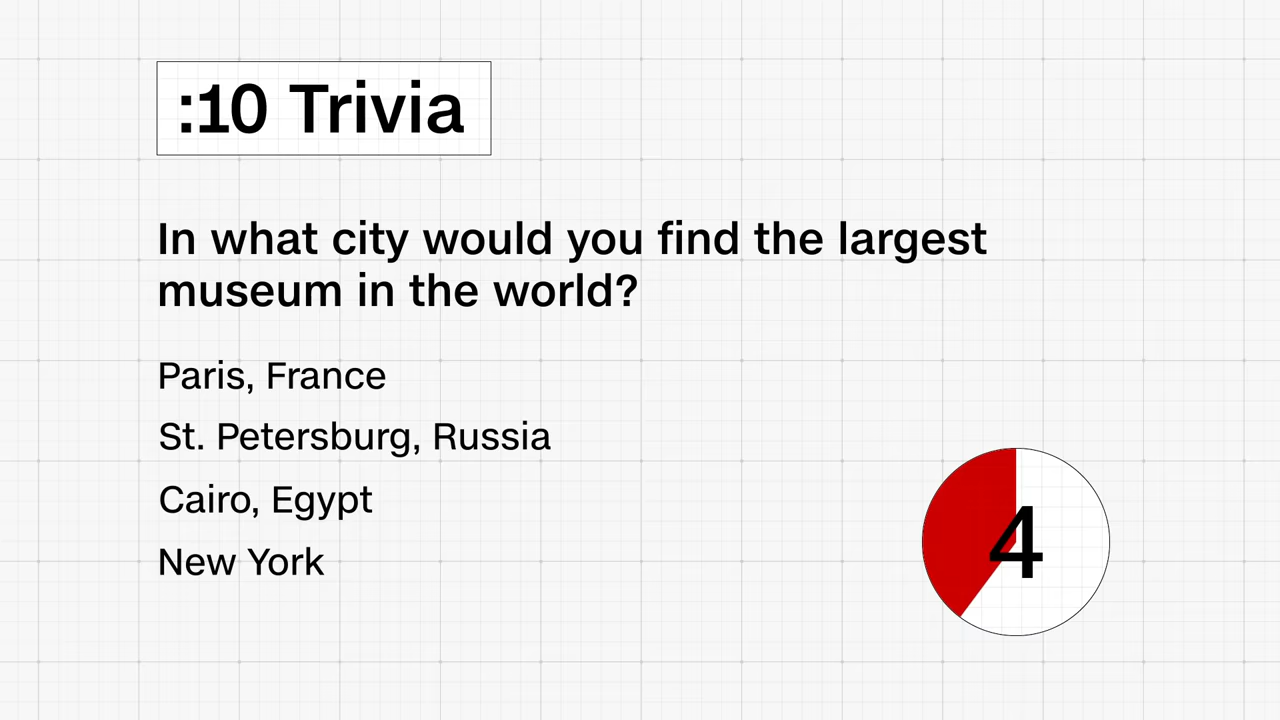 :10 Trivia
In what city would you find the largest
museum in the world?
Paris, France
St. Petersburg, Russia
Cairo, Egypt
New York
4